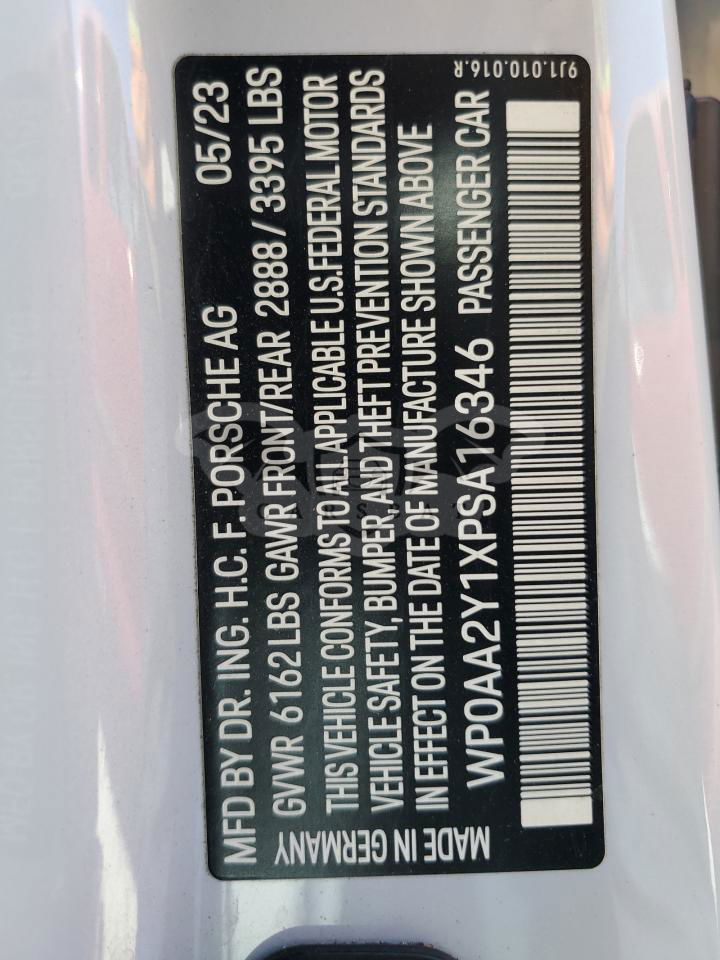 MFD BY DR. ING. H.C. F. PORSCHE AG 05/23
GVWR 6162 LBS GAWR FRONT/REAR 2888 / 3395 LBS
THIS VEHICLE CONFORMS TO ALL APPLICABLE U.S. FEDERAL MOTOR
VEHICLE SAFETY, BUMPER, AND THEFT PREVENTION STANDARDS
IN EFFECT ON THE DATE OF MANUFACTURE SHOWN ABOVE
WP0AA2Y1XPSA16346 PASSENGER CAR
MADE IN GERMANY
9J1.010.016.R